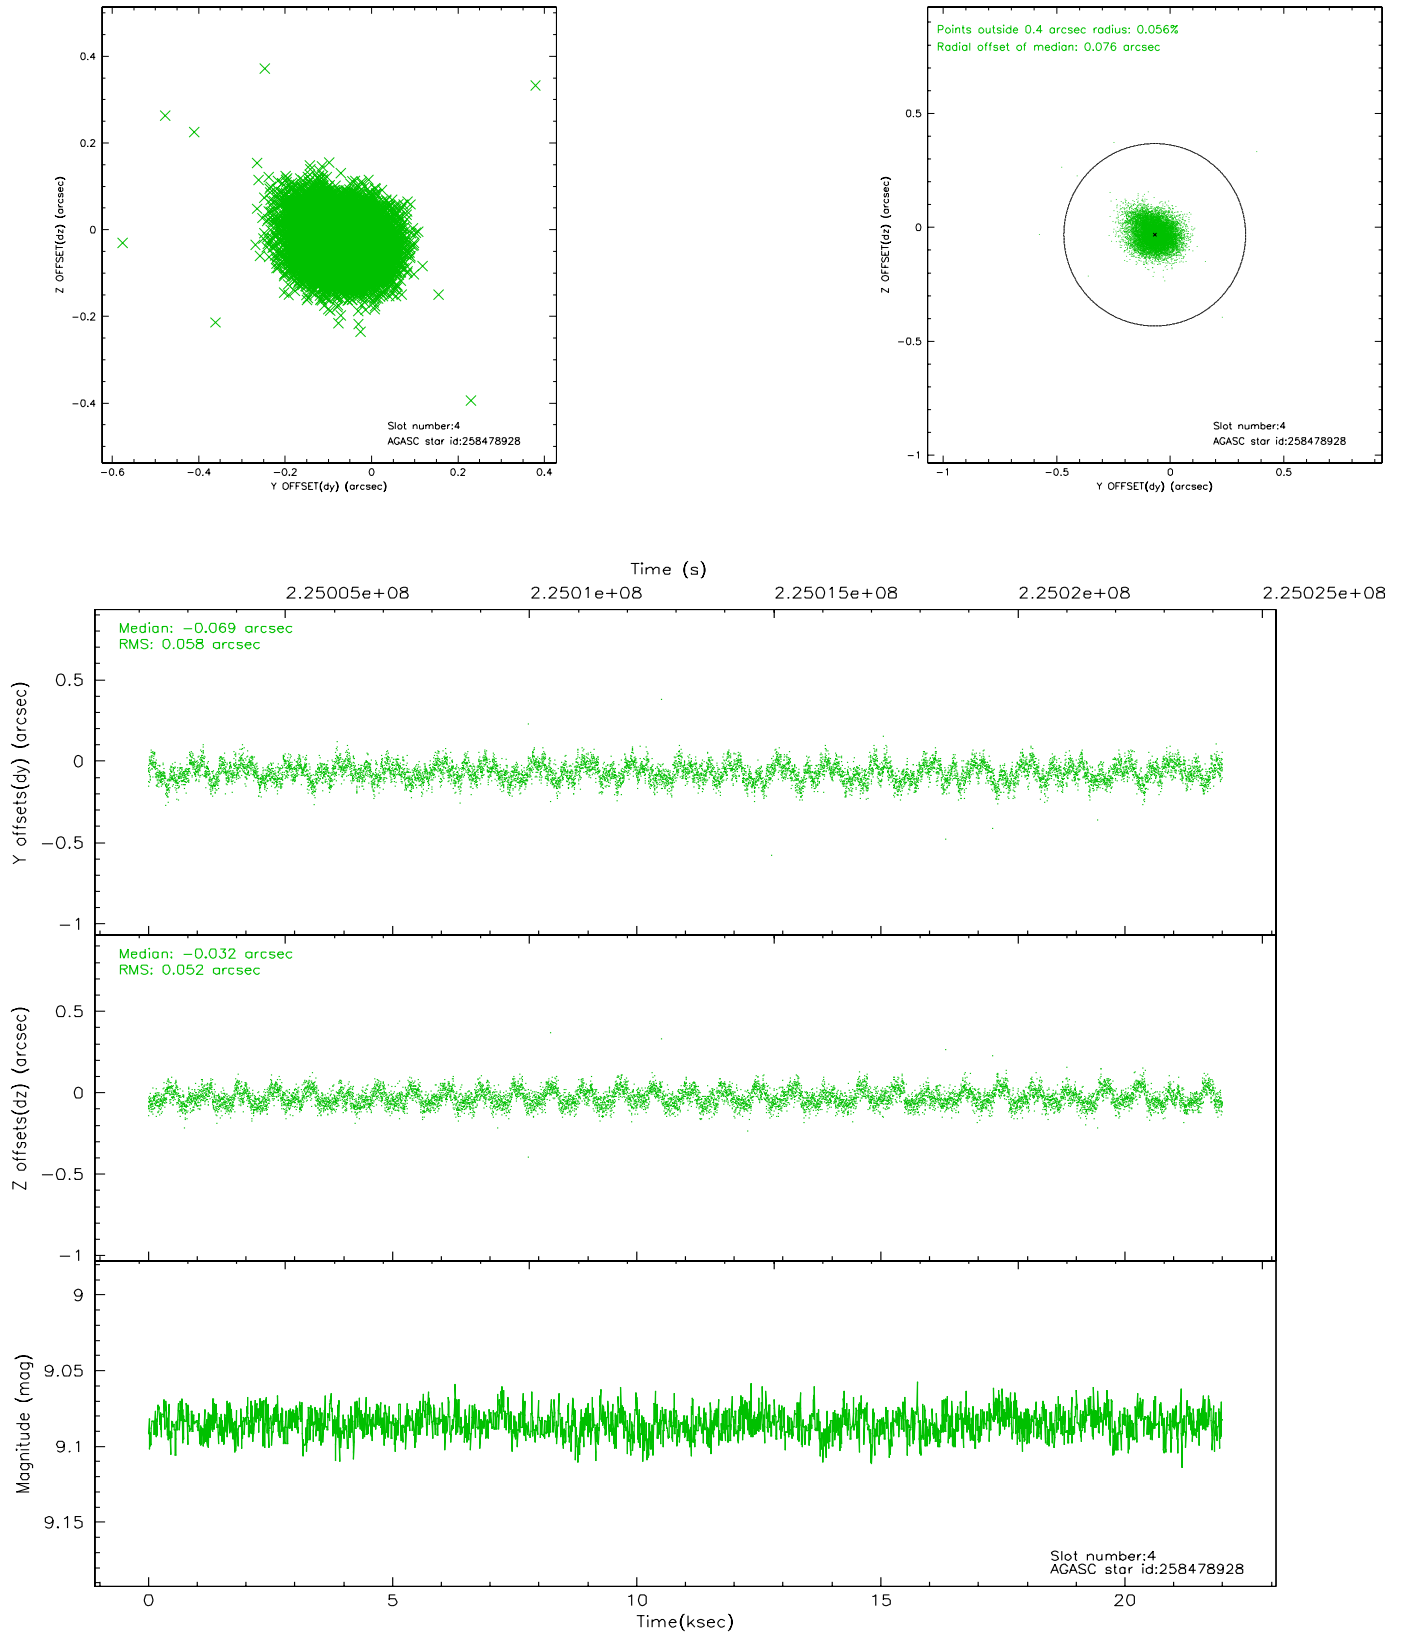 0.4
0.2
0
−0.2
−0.4
Z OFFSET(dz) (arcsec)
Slot number:4
AGASC star id:258478928
−0.6 −0.4 −0.2 0 0.2 0.4
Y OFFSET(dy) (arcsec)
Points outside 0.4 arcsec radius: 0.056%
Radial offset of median: 0.076 arcsec
0.5
0
−0.5
−1
Z OFFSET(dz) (arcsec)
Slot number:4
AGASC star id:258478928
−1 −0.5 0 0.5
Y OFFSET(dy) (arcsec)
Time (s)
2.25005e+08 2.2501e+08 2.25015e+08 2.2502e+08 2.25025e+08
Median: −0.069 arcsec
RMS: 0.058 arcsec
0.5
0
−0.5
−1
Y offsets(dy) (arcsec)
Median: −0.032 arcsec
RMS: 0.052 arcsec
0.5
0
−0.5
−1
Z offsets(dz) (arcsec)
9
9.05
9.1
9.15
Magnitude (mag)
Slot number:4
AGASC star id:258478928
0 5 10 15 20
Time(ksec)